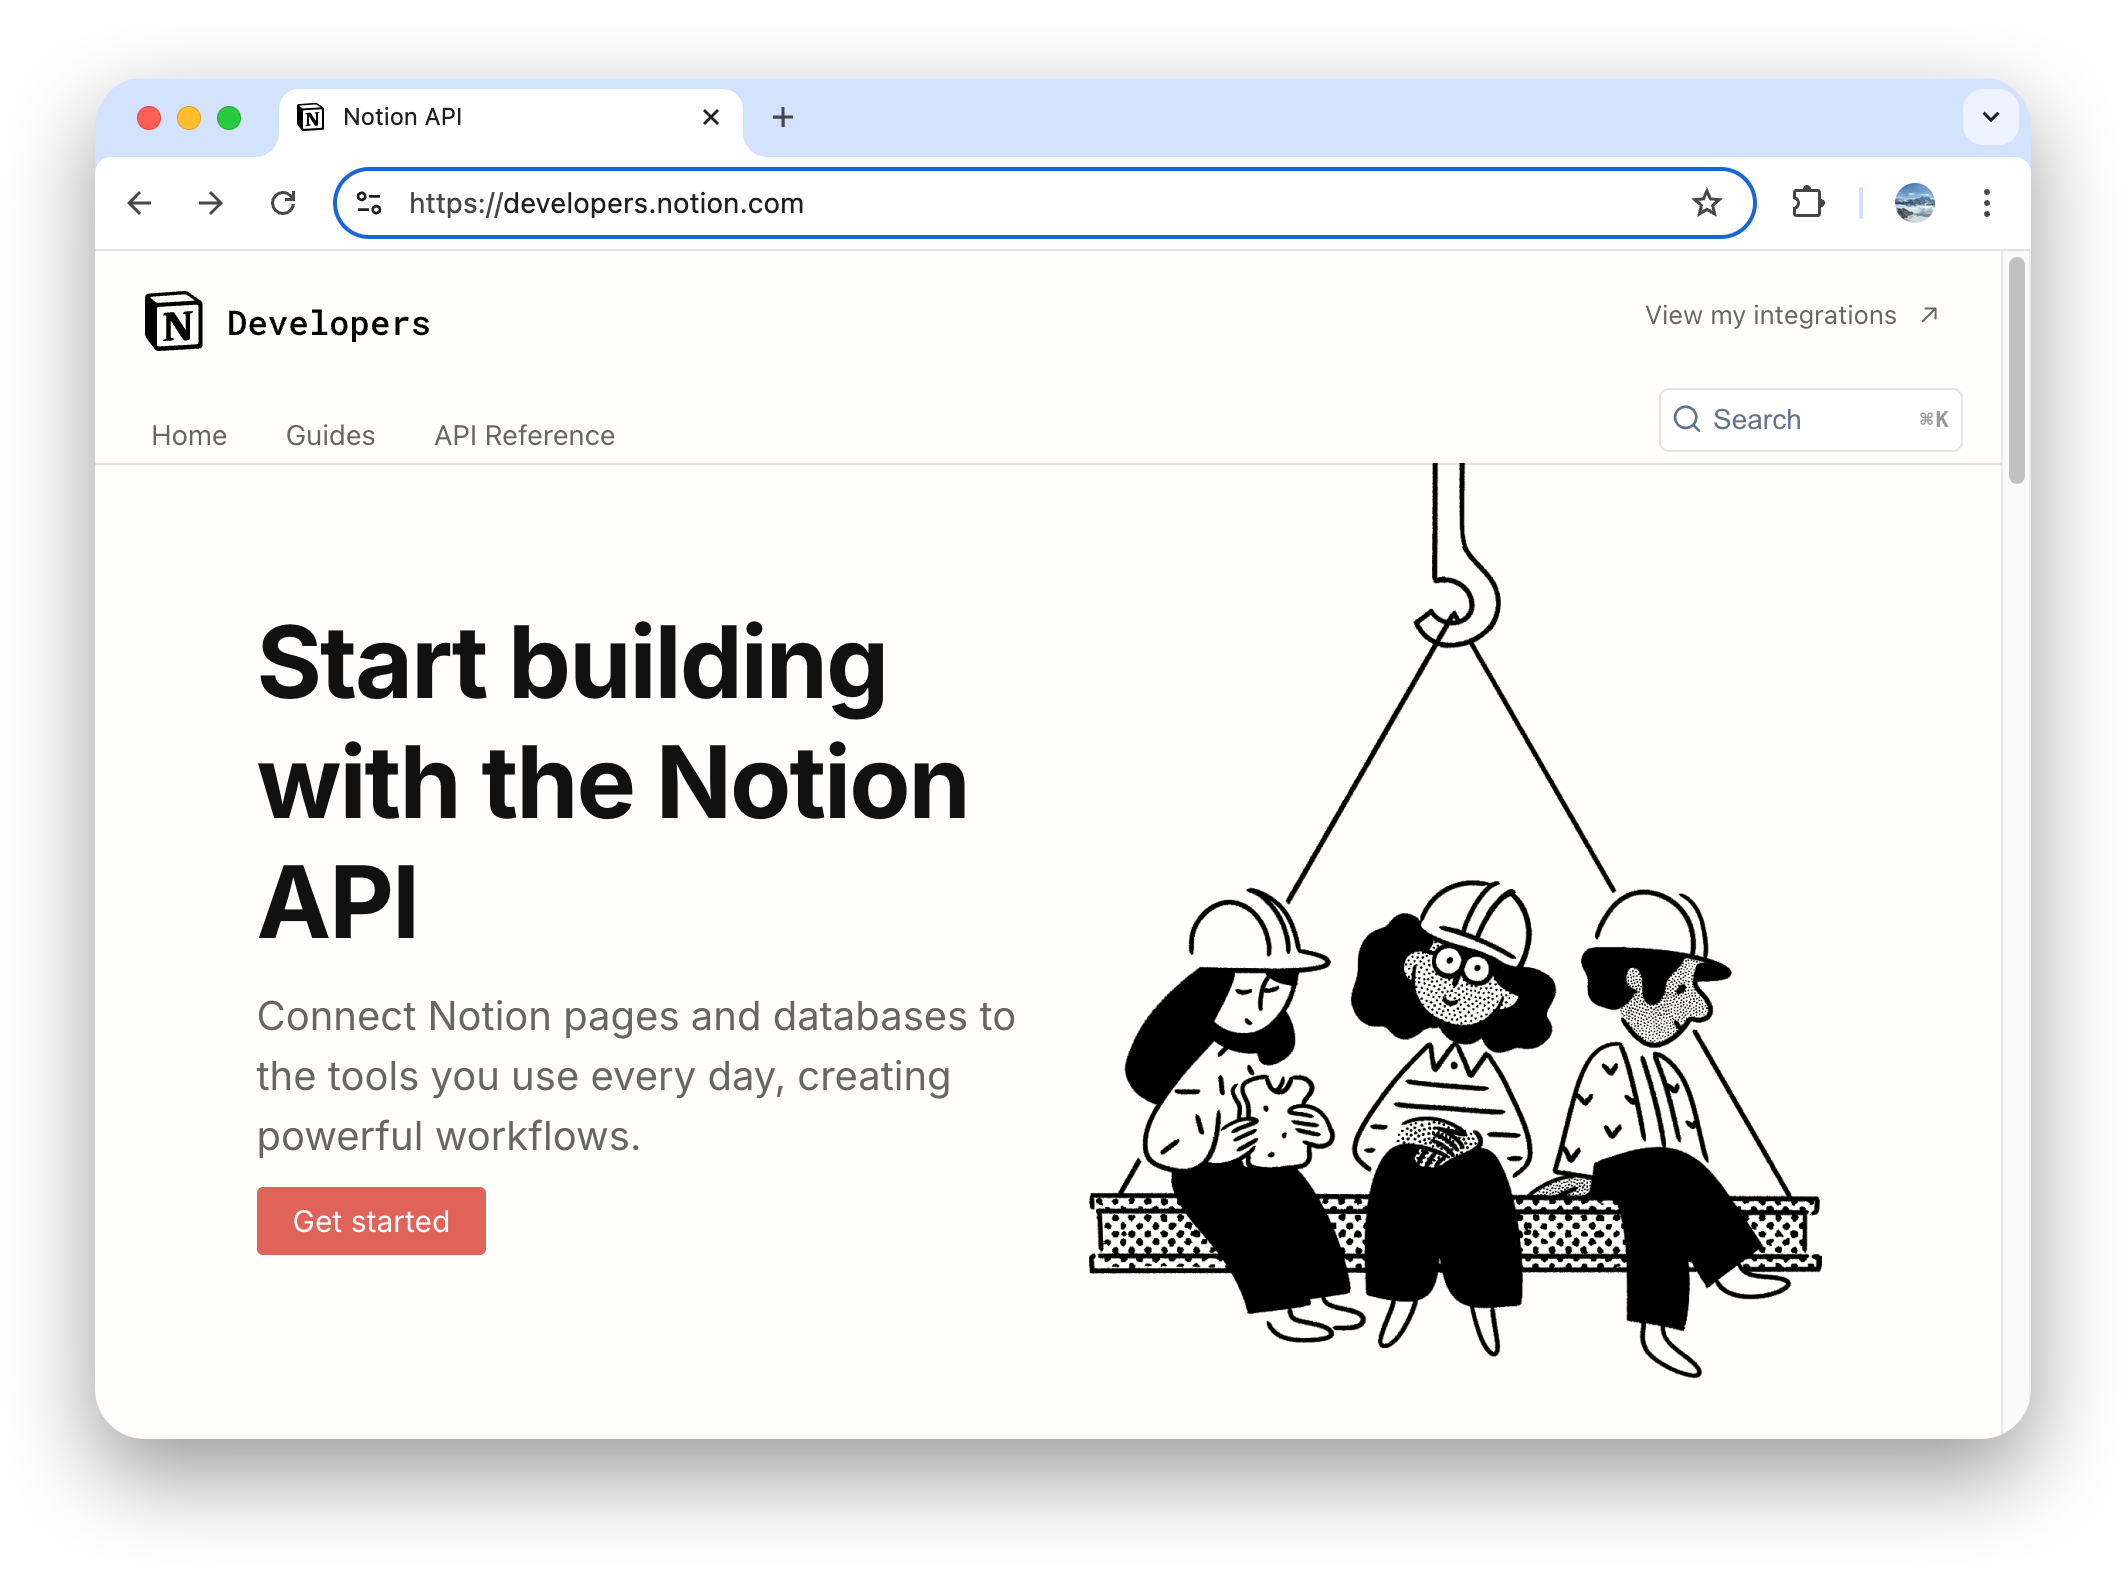 Notion API
https://developers.notion.com
N Developers
View my integrations
Home Guides API Reference
Search ⌘K
Start building
with the Notion
API
Connect Notion pages and databases to
the tools you use every day, creating
powerful workflows.
Get started